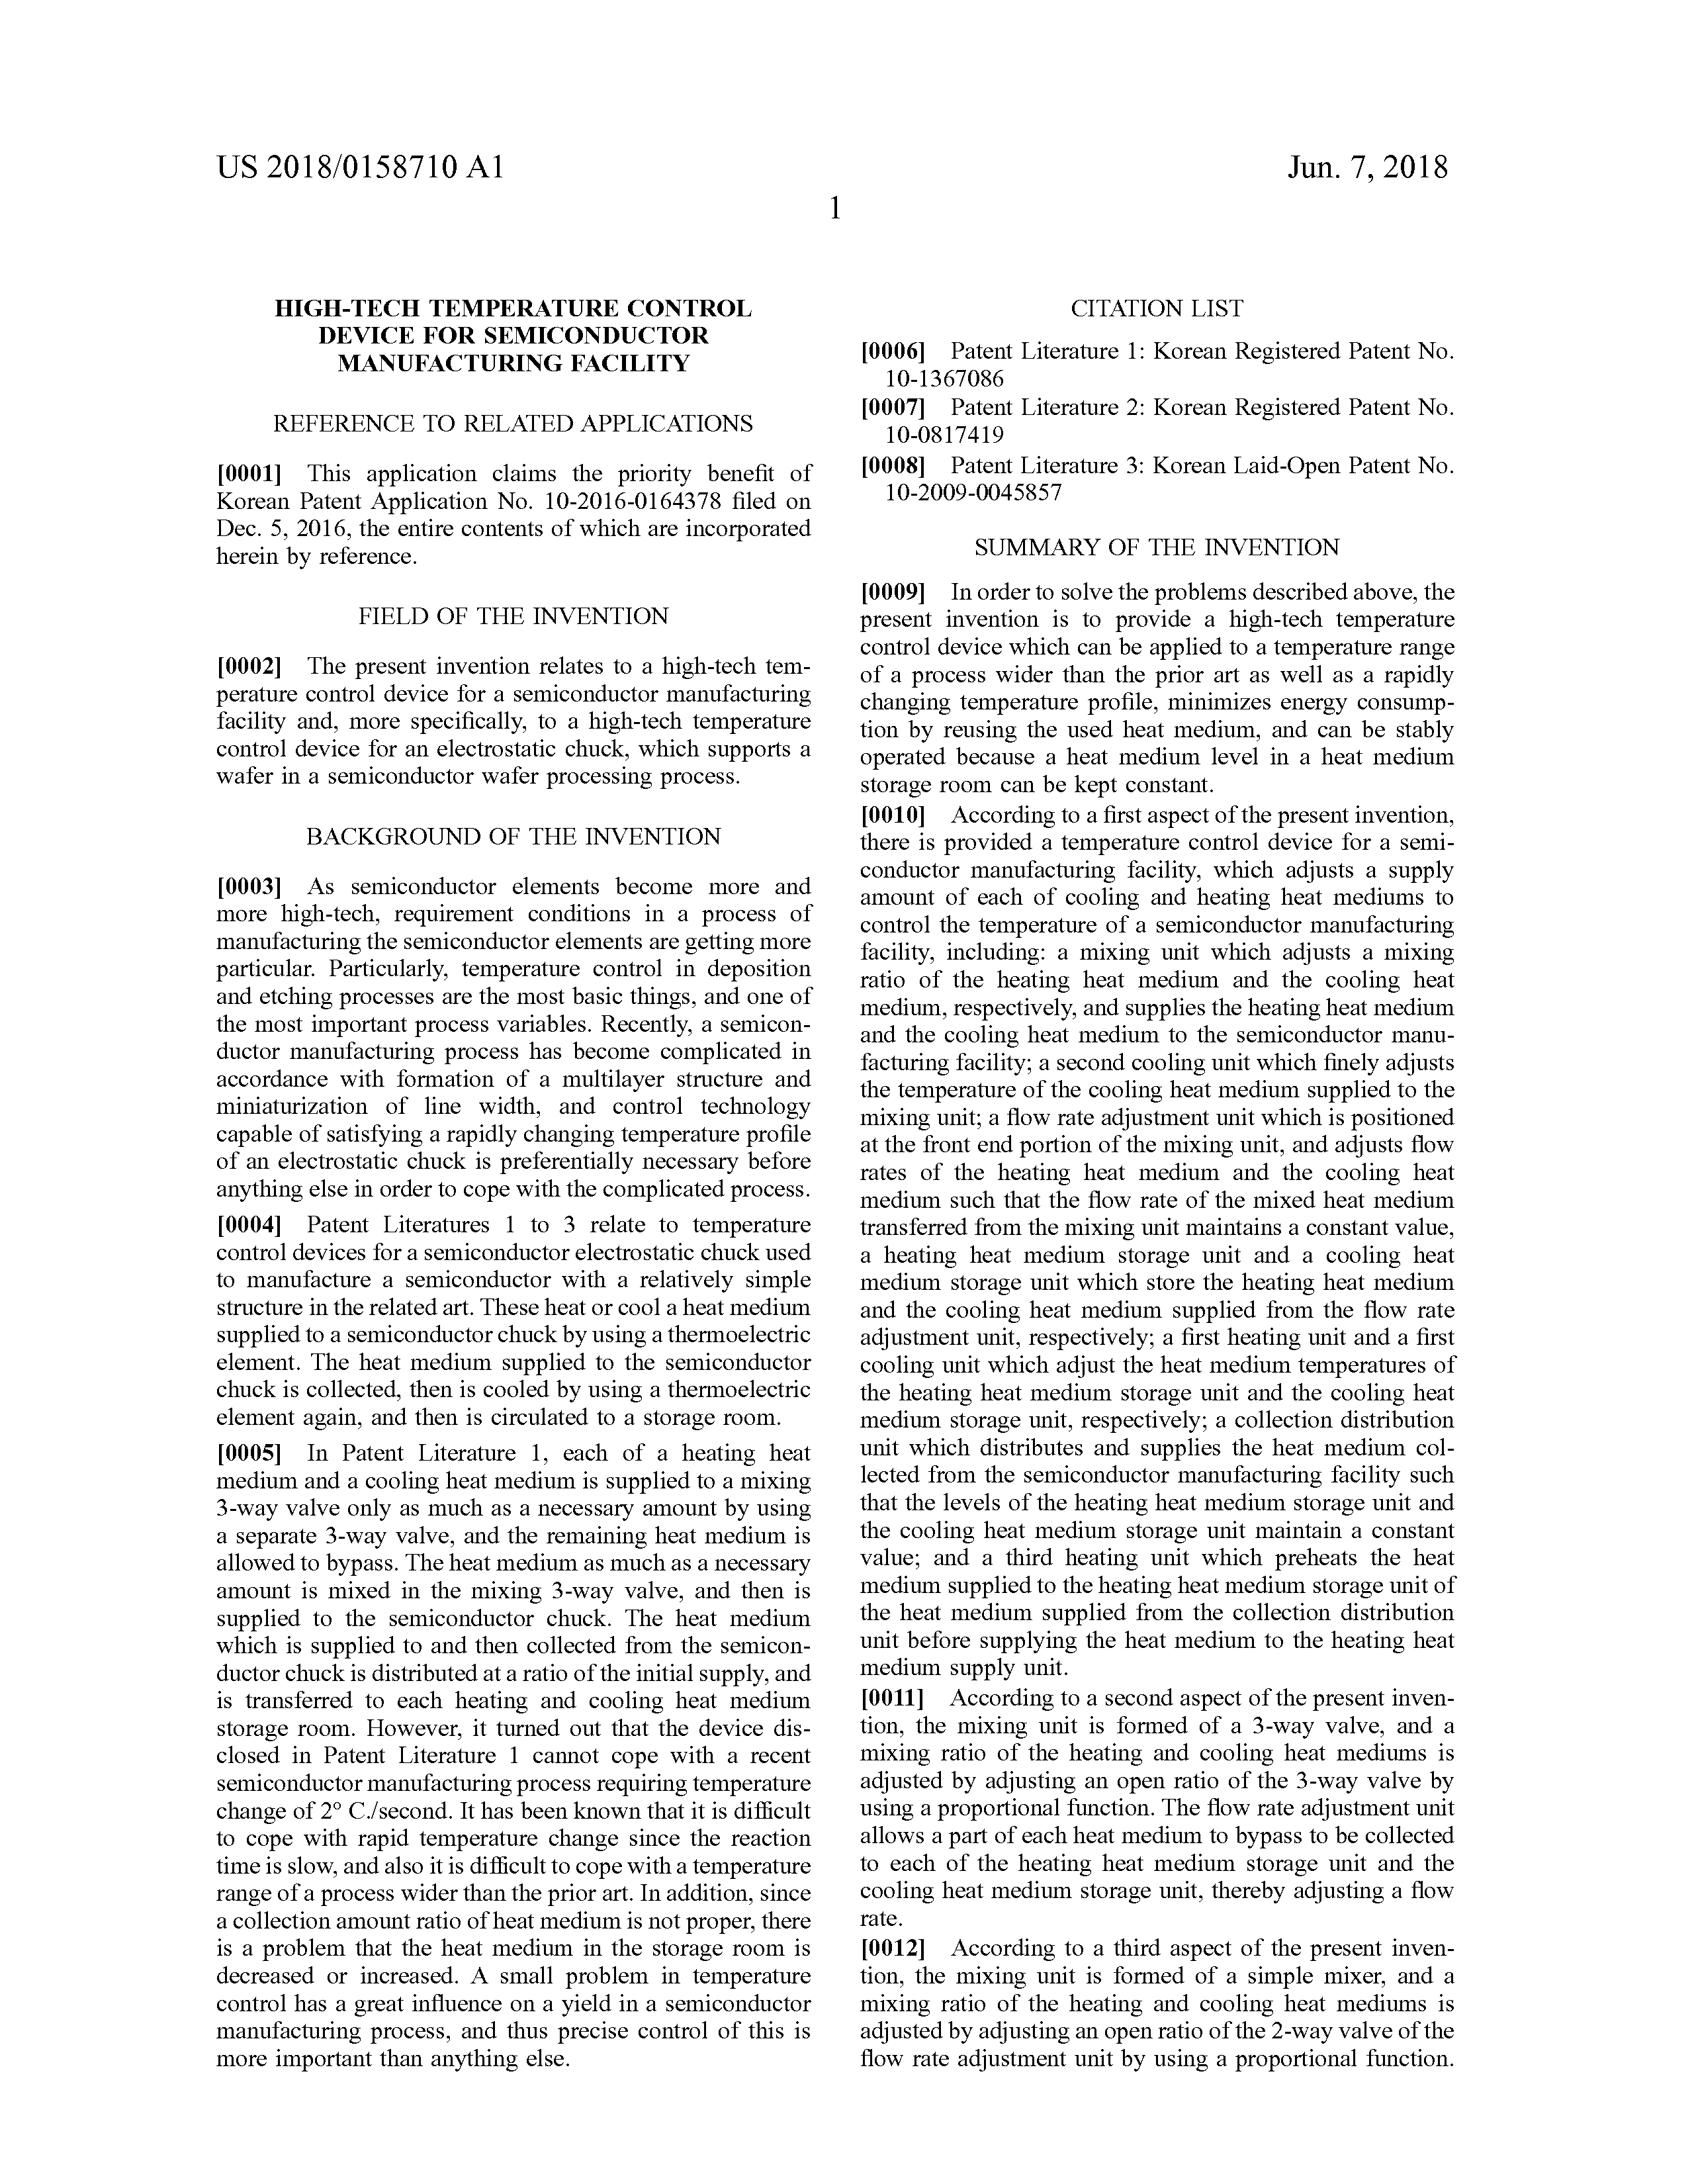 US 2018/0158710 A1
Jun. 7, 2018
1
HIGH-TECH TEMPERATURE CONTROL
DEVICE FOR SEMICONDUCTOR
MANUFACTURING FACILITY
REFERENCE TO RELATED APPLICATIONS
[0001] This application claims the priority benefit of
Korean Patent Application No. 10-2016-0164378 filed on
Dec. 5, 2016, the entire contents of which are incorporated
herein by reference.
FIELD OF THE INVENTION
[0002] The present invention relates to a high-tech tem-
perature control device for a semiconductor manufacturing
facility and, more specifically, to a high-tech temperature
control device for an electrostatic chuck, which supports a
wafer in a semiconductor wafer processing process.
BACKGROUND OF THE INVENTION
[0003] As semiconductor elements become more and
more high-tech, requirement conditions in a process of
manufacturing the semiconductor elements are getting more
particular. Particularly, temperature control in deposition
and etching processes are the most basic things, and one of
the most important process variables. Recently, a semicon-
ductor manufacturing process has become complicated in
accordance with formation of a multilayer structure and
miniaturization of line width, and control technology
capable of satisfying a rapidly changing temperature profile
of an electrostatic chuck is preferentially necessary before
anything else in order to cope with the complicated process.
[0004] Patent Literatures 1 to 3 relate to temperature
control devices for a semiconductor electrostatic chuck used
to manufacture a semiconductor with a relatively simple
structure in the related art. These heat or cool a heat medium
supplied to a semiconductor chuck by using a thermoelectric
element. The heat medium supplied to the semiconductor
chuck is collected, then is cooled by using a thermoelectric
element again, and then is circulated to a storage room.
[0005] In Patent Literature 1, each of a heating heat
medium and a cooling heat medium is supplied to a mixing
3-way valve only as much as a necessary amount by using
a separate 3-way valve, and the remaining heat medium is
allowed to bypass. The heat medium as much as a necessary
amount is mixed in the mixing 3-way valve, and then is
supplied to the semiconductor chuck. The heat medium
which is supplied to and then collected from the semicon-
ductor chuck is distributed at a ratio of the initial supply, and
is transferred to each heating and cooling heat medium
storage room. However, it turned out that the device dis-
closed in Patent Literature 1 cannot cope with a recent
semiconductor manufacturing process requiring temperature
change of 2° C./second. It has been known that it is difficult
to cope with rapid temperature change since the reaction
time is slow, and also it is difficult to cope with a temperature
range of a process wider than the prior art. In addition, since
a collection amount ratio of heat medium is not proper, there
is a problem that the heat medium in the storage room is
decreased or increased. A small problem in temperature
control has a great influence on a yield in a semiconductor
manufacturing process, and thus precise control of this is
more important than anything else.
CITATION LIST
[0006] Patent Literature 1: Korean Registered Patent No.
10-1367086
[0007] Patent Literature 2: Korean Registered Patent No.
10-0817419
[0008] Patent Literature 3: Korean Laid-Open Patent No.
10-2009-0045857
SUMMARY OF THE INVENTION
[0009] In order to solve the problems described above, the
present invention is to provide a high-tech temperature
control device which can be applied to a temperature range
of a process wider than the prior art as well as a rapidly
changing temperature profile, minimizes energy consump-
tion by reusing the used heat medium, and can be stably
operated because a heat medium level in a heat medium
storage room can be kept constant.
[0010] According to a first aspect of the present invention,
there is provided a temperature control device for a semi-
conductor manufacturing facility, which adjusts a supply
amount of each of cooling and heating heat mediums to
control the temperature of a semiconductor manufacturing
facility, including: a mixing unit which adjusts a mixing
ratio of the heating heat medium and the cooling heat
medium, respectively, and supplies the heating heat medium
and the cooling heat medium to the semiconductor manu-
facturing facility; a second cooling unit which finely adjusts
the temperature of the cooling heat medium supplied to the
mixing unit; a flow rate adjustment unit which is positioned
at the front end portion of the mixing unit, and adjusts flow
rates of the heating heat medium and the cooling heat
medium such that the flow rate of the mixed heat medium
transferred from the mixing unit maintains a constant value,
a heating heat medium storage unit and a cooling heat
medium storage unit which store the heating heat medium
and the cooling heat medium supplied from the flow rate
adjustment unit, respectively; a first heating unit and a first
cooling unit which adjust the heat medium temperatures of
the heating heat medium storage unit and the cooling heat
medium storage unit, respectively; a collection distribution
unit which distributes and supplies the heat medium col-
lected from the semiconductor manufacturing facility such
that the levels of the heating heat medium storage unit and
the cooling heat medium storage unit maintain a constant
value; and a third heating unit which preheats the heat
medium supplied to the heating heat medium storage unit of
the heat medium supplied from the collection distribution
unit before supplying the heat medium to the heating heat
medium supply unit.
[0011] According to a second aspect of the present inven-
tion, the mixing unit is formed of a 3-way valve, and a
mixing ratio of the heating and cooling heat mediums is
adjusted by adjusting an open ratio of the 3-way valve by
using a proportional function. The flow rate adjustment unit
allows a part of each heat medium to bypass to be collected
to each of the heating heat medium storage unit and the
cooling heat medium storage unit, thereby adjusting a flow
rate.
[0012] According to a third aspect of the present inven-
tion, the mixing unit is formed of a simple mixer, and a
mixing ratio of the heating and cooling heat mediums is
adjusted by adjusting an open ratio of the 2-way valve of the
flow rate adjustment unit by using a proportional function.